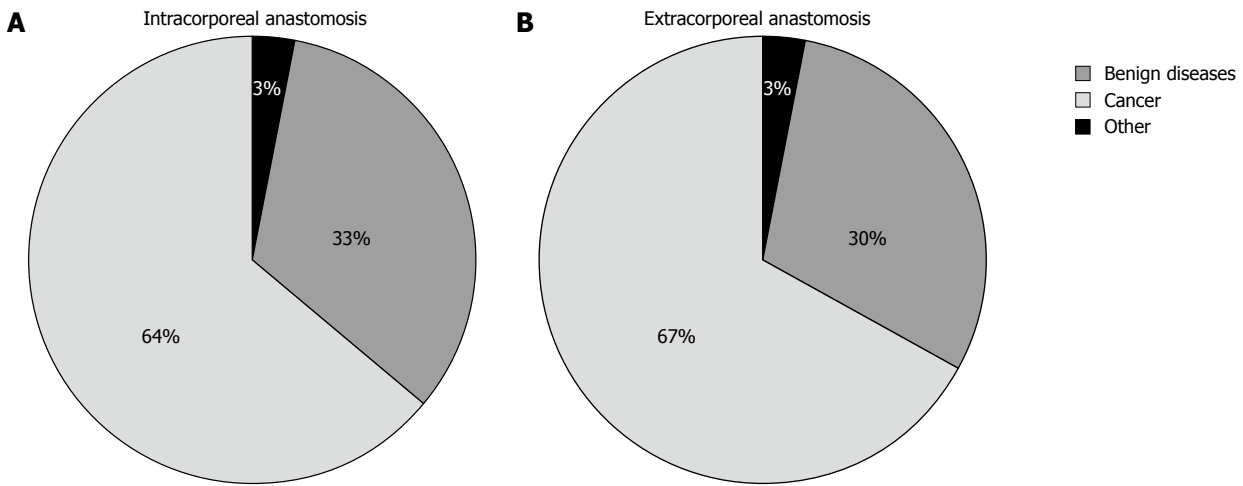 A
Intracorporeal anastomosis
3%
33%
64%
B
Extracorporeal anastomosis
3%
30%
67%
Benign diseases
Cancer
Other